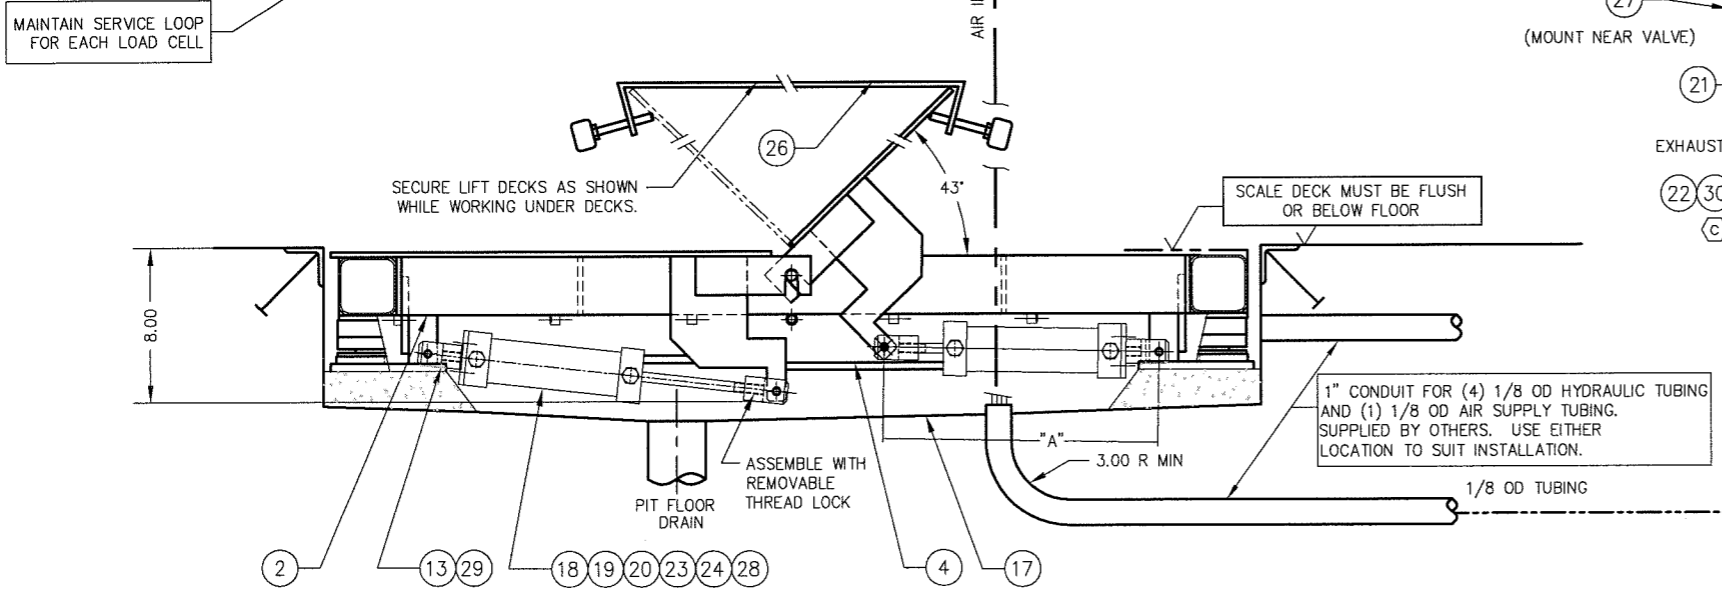 MAINTAIN SERVICE LOOP
FOR EACH LOAD CELL
AIR
27
(MOUNT NEAR VALVE)
21
EXHAUST
22 30
C
26
SECURE LIFT DECKS AS SHOWN
WHILE WORKING UNDER DECKS.
43°
SCALE DECK MUST BE FLUSH
OR BELOW FLOOR
8.00
1" CONDUIT FOR (4) 1/8 OD HYDRAULIC TUBING
AND (1) 1/8 OD AIR SUPPLY TUBING.
SUPPLIED BY OTHERS. USE EITHER
LOCATION TO SUIT INSTALLATION.
"A"
3.00 R MIN
ASSEMBLE WITH
REMOVABLE
THREAD LOCK
PIT FLOOR
DRAIN
1/8 OD TUBING
2
13 29
18 19 20 23 24 28
4
17